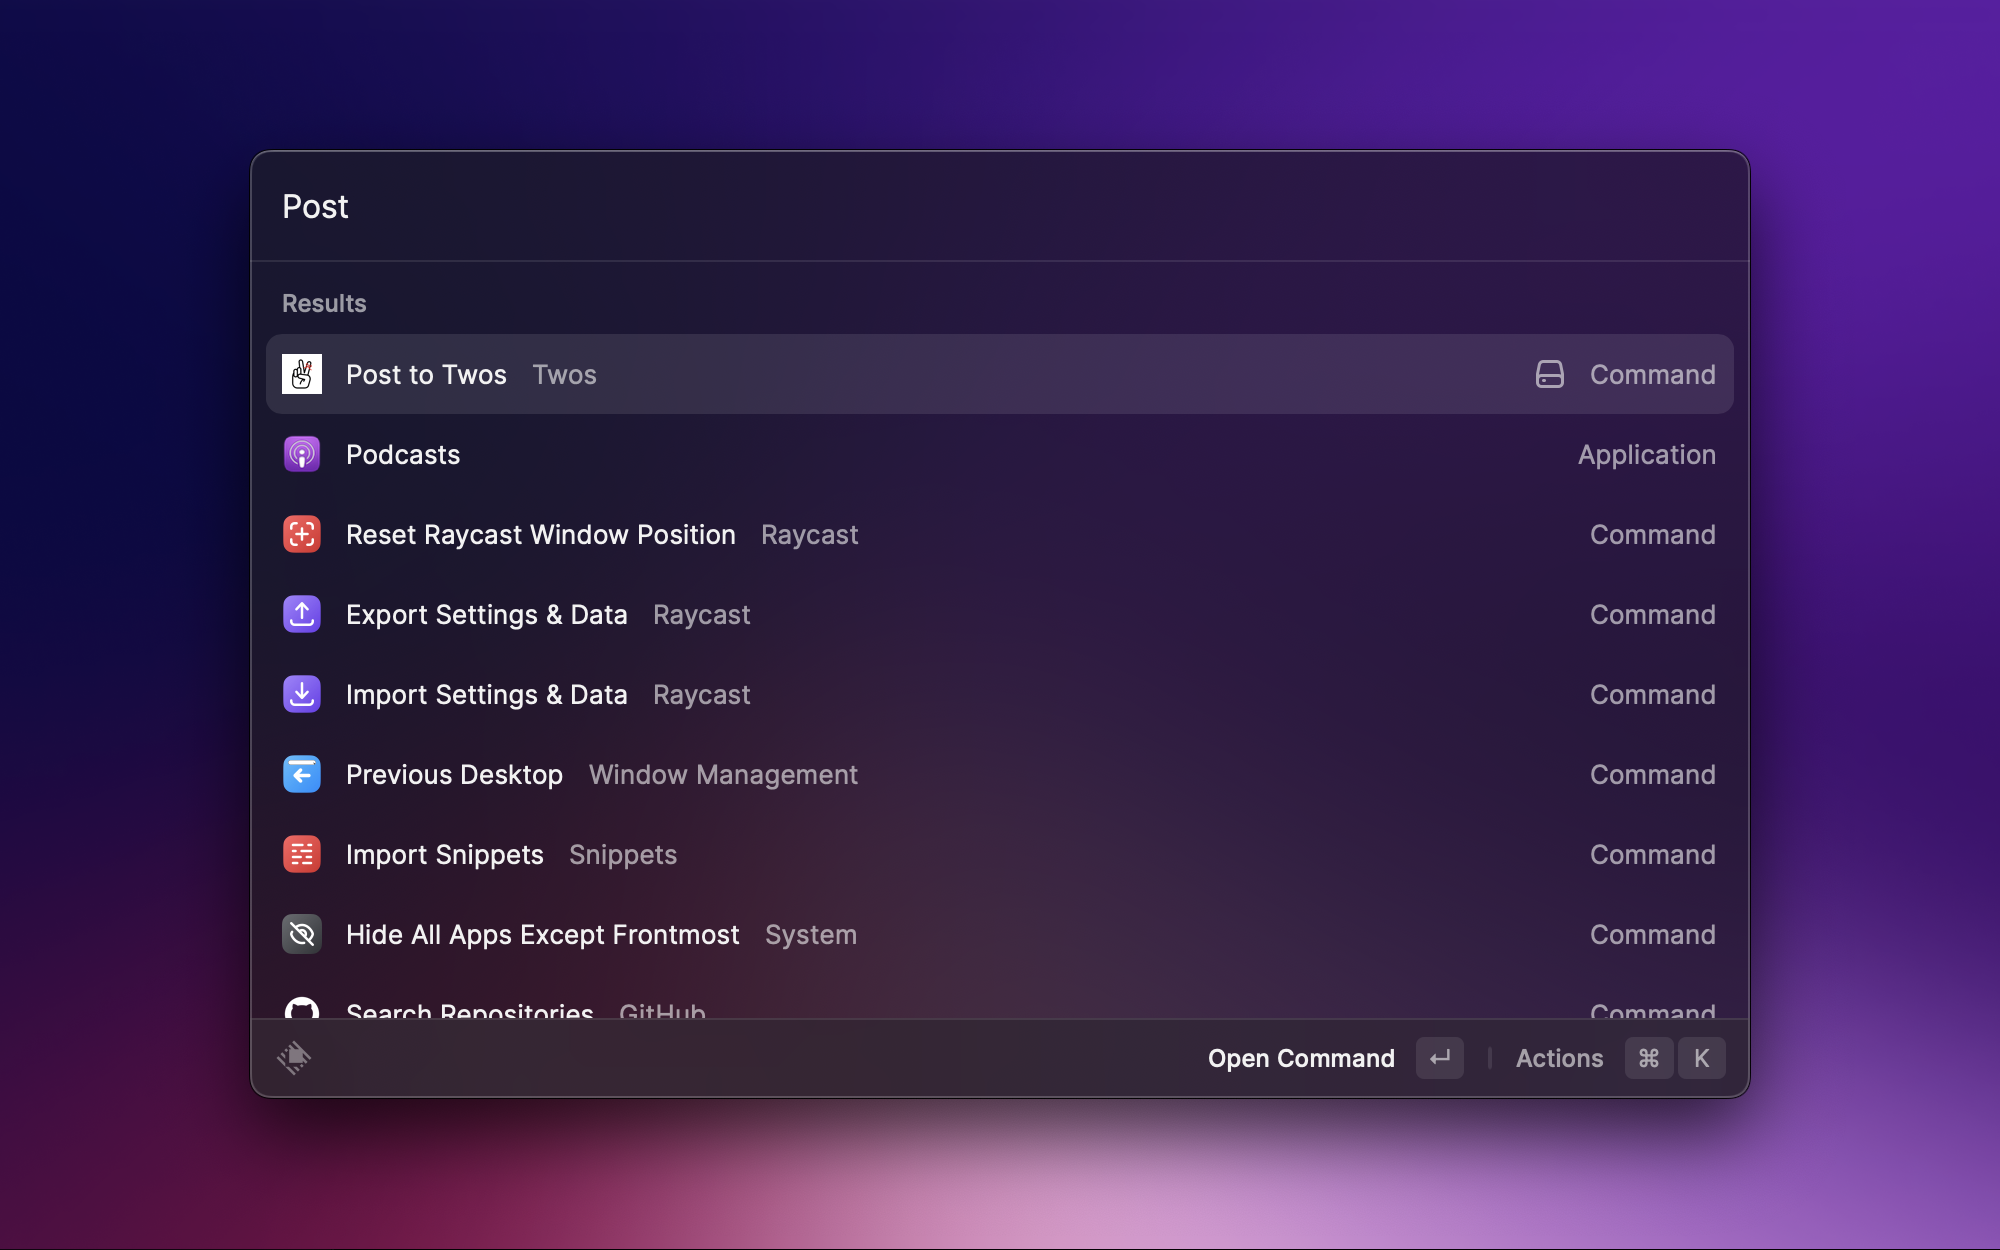 Post
Results
Post to Twos Twos Command
Podcasts Application
Reset Raycast Window Position Raycast Command
Export Settings & Data Raycast Command
Import Settings & Data Raycast Command
Previous Desktop Window Management Command
Import Snippets Snippets Command
Hide All Apps Except Frontmost System Command
Search Repositories GitHub Command
Open Command ↵ Actions ⌘ K